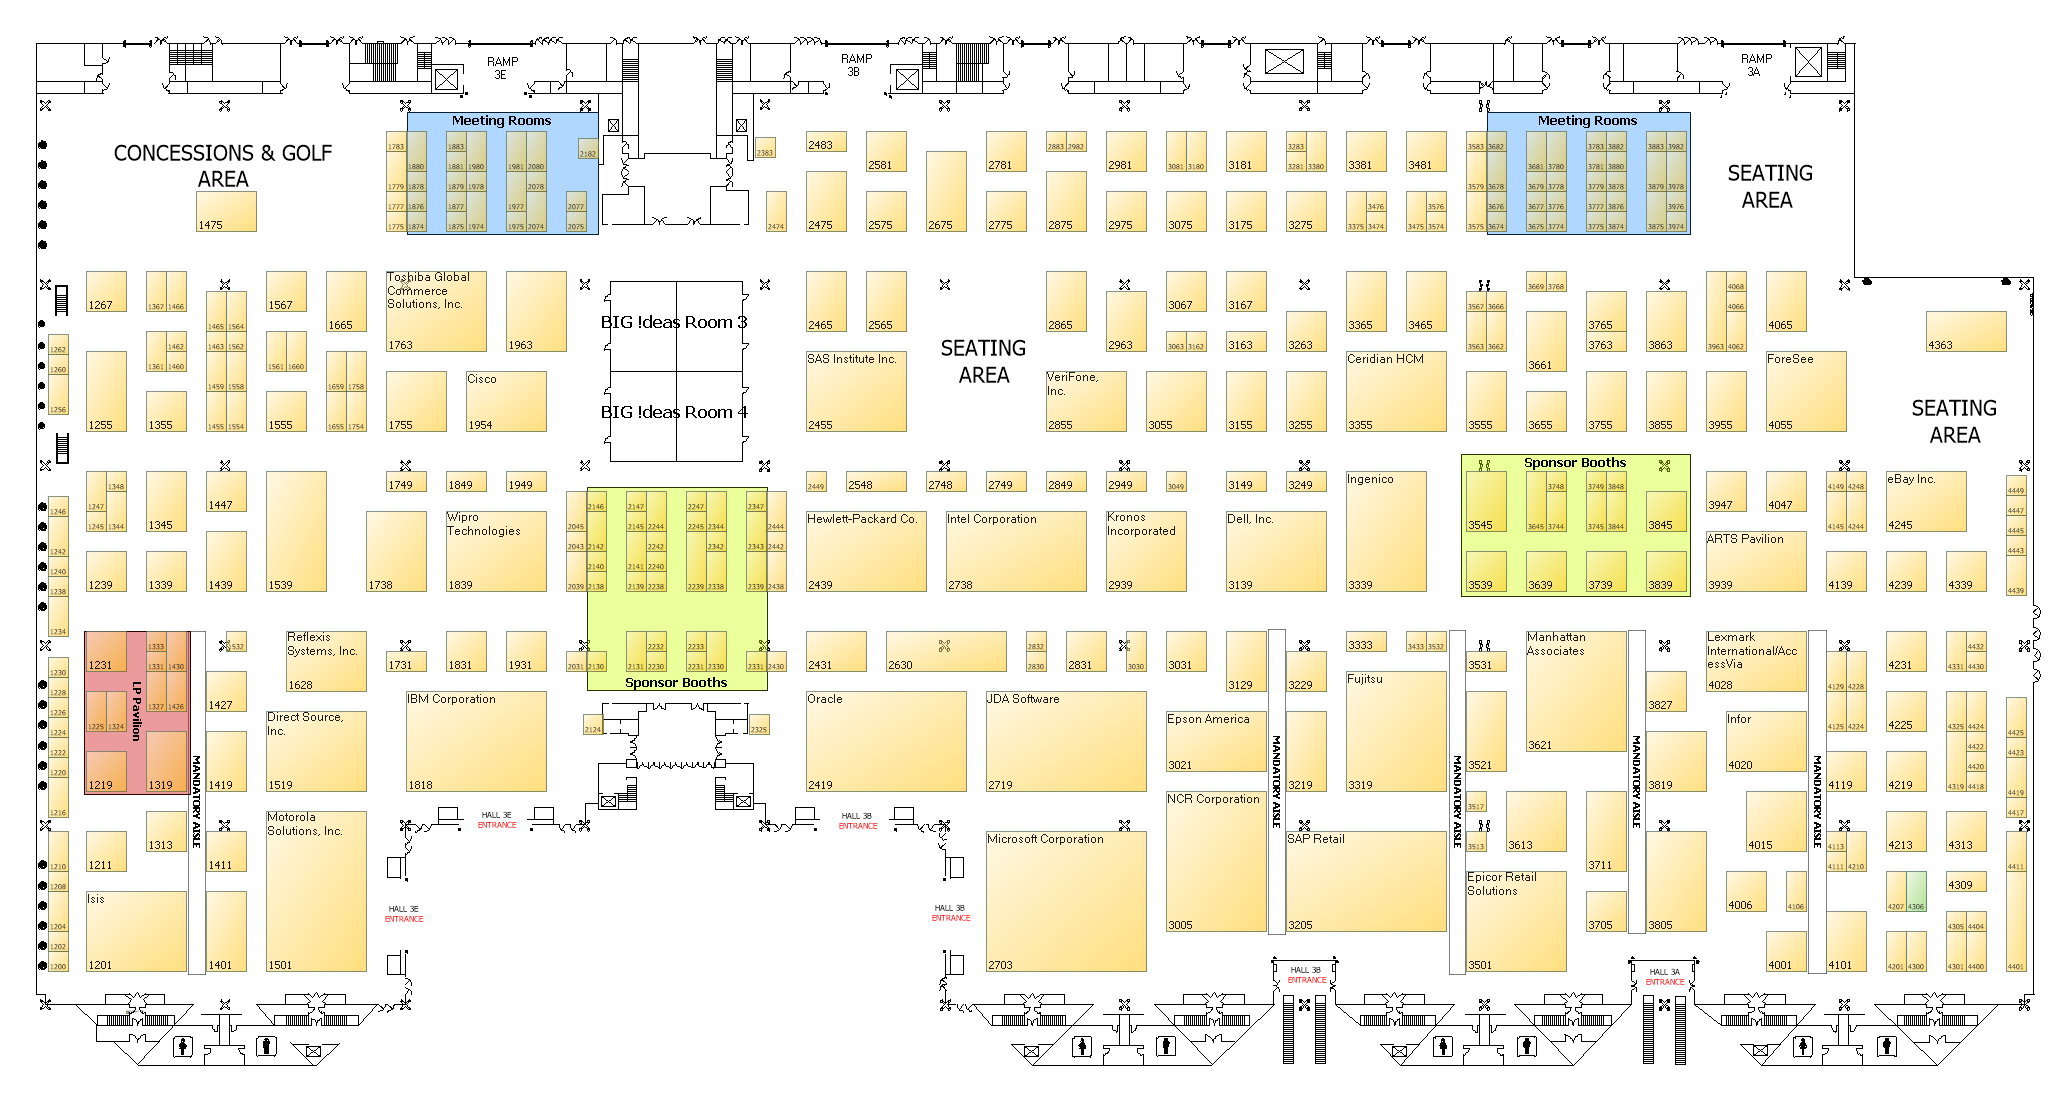 RAMP 3E
RAMP 3B
RAMP 3A
Meeting Rooms
Meeting Rooms
CONCESSIONS & GOLF
AREA
SEATING
AREA
1783 1880 1883 1881 1980 1981 2080 2182 2383 2483 2581 2781 2883 2982 2981 3081 3180 3181 3283 3281 3380 3381 3481 3583 3682 3681 3780 3783 3882 3781 3880 3983 3982
1779 1878 1879 1978 2078 3579 3678 3679 3778 3779 3878 3979 3978
1475 1777 1876 1877 1977 2077 3476 3576 3676 3677 3776 3777 3876 3976
1775 1874 1875 1974 2074 2075 2474 2475 2575 2675 2775 2875 2975 3075 3175 3275 3375 3474 3475 3574 3575 3674 3675 3774 3775 3874 3875 3974
Toshiba Global
Commerce
Solutions, Inc.
1267 1367 1466 1567 3067 3167 3567 3666 3669 3768 4068 4066
1465 1564 1665 2465 2565 2865 3365 3465 3765 4065
BIG !deas Room 3
SEATING
AREA
1262 1462 1463 1562 1763 1963 2963 3063 3162 3163 3263 3563 3662 3763 3863 3963 4062 4363
1260 1361 1460 1561 1660 3661
SAS Institute Inc.
Ceridian HCM
ForeSee
Cisco
VeriFone,
Inc.
SEATING
AREA
1459 1558 1659 1758
1256
BIG !deas Room 4
1255 1355 1455 1554 1555 1655 1754 1755 1954 2455 2855 3055 3155 3255 3355 3555 3655 3755 3855 3955 4055
Sponsor Booths
1348 1749 1849 1949 2449 2548 2748 2749 2849 2949 3049 3149 3249 3748 3749 3848 4149 4248 4449
Ingenico
eBay Inc.
1246 1247 1447 2146 2147 2247 2347 3947 4047 4447
Wipro
Technologies
Hewlett-Packard Co.
Intel Corporation
Kronos
Incorporated
Dell, Inc.
1245 1344 1345 2045 2145 2244 2245 2344 2444 3545 3645 3744 3745 3844 3845 4145 4244 4245 4445
ARTS Pavilion
1242 2043 2142 2242 2342 2343 2442 4443
1240 2140 2141 2240
1238 1239 1339 1439 1539 1738 1839 2039 2138 2139 2238 2239 2338 2339 2438 2439 2738 2939 3139 3339 3539 3639 3739 3839 3939 4139 4239 4339 4439
1234
1231 1333 1532 2232 2233 2832 3333 3433 3532 4432
Reflexis
Systems, Inc.
Manhattan
Associates
Lexmark
International/Acc
essVia
1230 1331 1430 1731 1831 1931 2031 2130 2131 2230 2231 2330 2331 2430 2431 2630 2830 2831 3030 3031 3531 4231 4331 4430
Sponsor Booths
LP Pavilion
1228 1628 3129 3229 4028 4129 4228
IBM Corporation
Oracle
JDA Software
Fujitsu
1226 1327 1426 1427 3827
Direct Source,
Inc.
Epson America
Infor
1224 1225 1324 2124 2325 4125 4224 4225 4325 4424 4425
1222 3621 4422 4423
1220 3021 3521 4020 4420
MANDATORY AISLE
MANDATORY AISLE
MANDATORY AISLE
MANDATORY AISLE
MANDATORY AISLE
1219 1319 1419 1519 1818 2419 2719 3219 3319 3819 4119 4219 4319 4418 4419
NCR Corporation
1216 3517 4417
Motorola
Solutions, Inc.
HALL 3E
ENTRANCE
HALL 3B
ENTRANCE
Microsoft Corporation
SAP Retail
1313 3513 3613 4015 4113 4213 4313
1210 1211 1411 3711 4111 4210 4411
Epicor Retail
Solutions
1208 4309
Isis
HALL 3E
ENTRANCE
HALL 3B
ENTRANCE
4006 4106 4207 4306
1204 3005 3205 3705 3805 4305 4404
1202
1200 1201 1401 1501 2703 3501 4001 4101 4201 4300 4301 4400 4401
HALL 3B
ENTRANCE
HALL 3A
ENTRANCE